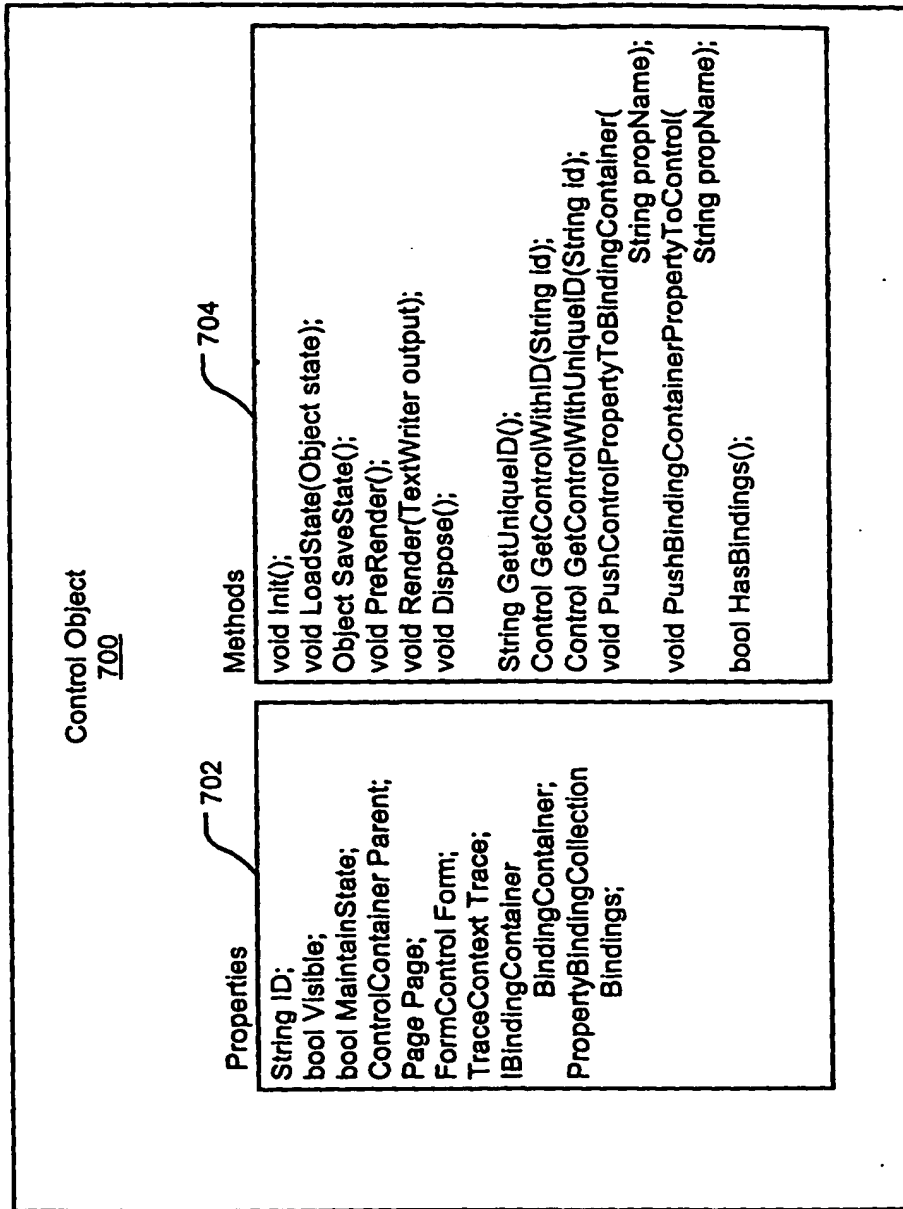 Control Object
700
Properties
702
String ID;
bool Visible;
bool MaintainState;
ControlContainer Parent;
Page Page;
FormControl Form;
TraceContext Trace;
IBindingContainer
BindingContainer;
PropertyBindingCollection
Bindings;
Methods
704
void Init();
void LoadState(Object state);
Object SaveState();
void PreRender();
void Render(TextWriter output);
void Dispose();
String GetUniqueID();
Control GetControlWithID(String id);
Control GetControlWithUniqueID(String id);
void PushControlPropertyToBindingContainer(
String propName);
void PushBindingContainerPropertyToControl(
String propName);
bool HasBindings();